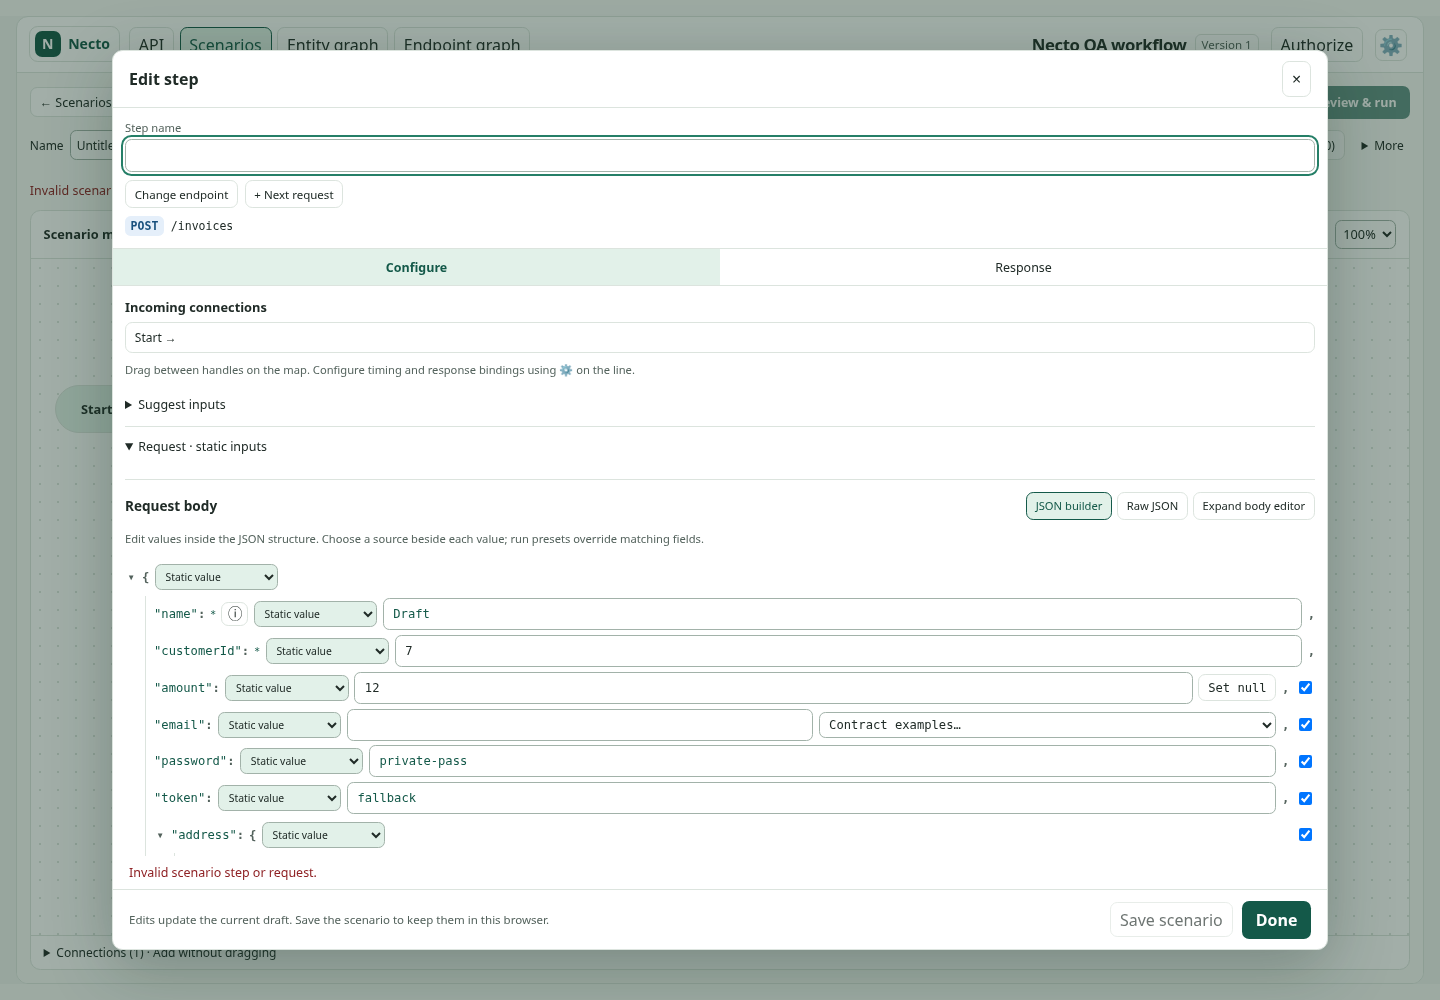 N Necto API Scenarios Entity graph Endpoint graph Necto QA workflow Version 1 Authorize
Edit step ×
← Scenarios view & run
Step name
Name Untitle 0) ▶ More
Invalid scenar
Change endpoint + Next request
POST /invoices
Scenario m 100%
Configure Response
Incoming connections
Start →
Drag between handles on the map. Configure timing and response bindings using ⚙️ on the line.
▶ Suggest inputs
Start
▼ Request · static inputs
Request body JSON builder Raw JSON Expand body editor
Edit values inside the JSON structure. Choose a source beside each value; run presets override matching fields.
▾ { Static value
"name": * ⓘ Static value Draft ,
"customerId": * Static value 7 ,
"amount": Static value 12 Set null ,
"email": Static value Contract examples… ,
"password": Static value private-pass ,
"token": Static value fallback ,
▾ "address": { Static value
Invalid scenario step or request.
Edits update the current draft. Save the scenario to keep them in this browser. Save scenario Done
▶ Connections (1) · Add without dragging